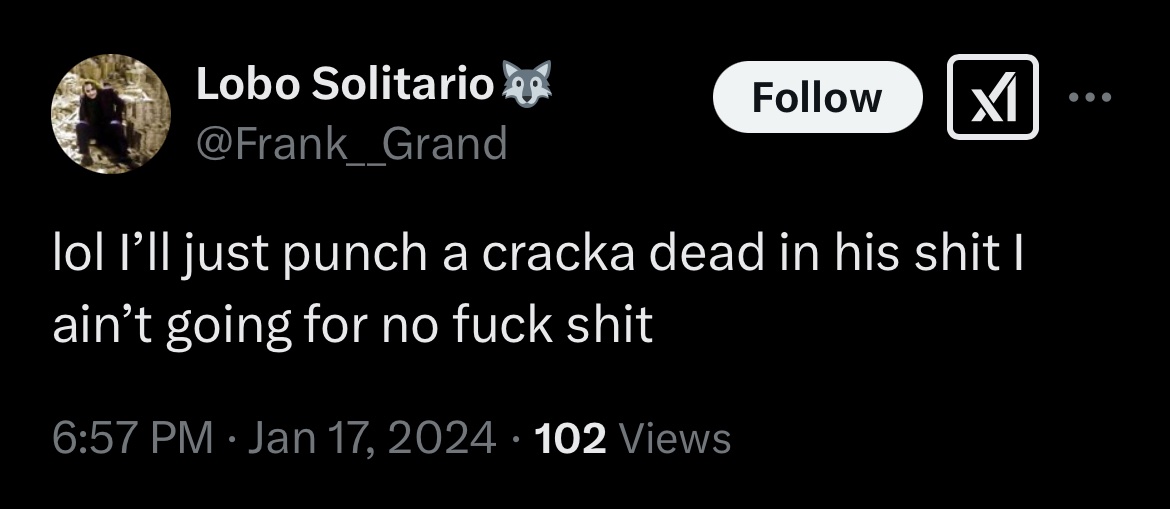 Lobo Solitario🐺
@Frank__Grand
Follow
lol I’ll just punch a cracka dead in his shit I
ain’t going for no fuck shit
6:57 PM · Jan 17, 2024 · 102 Views